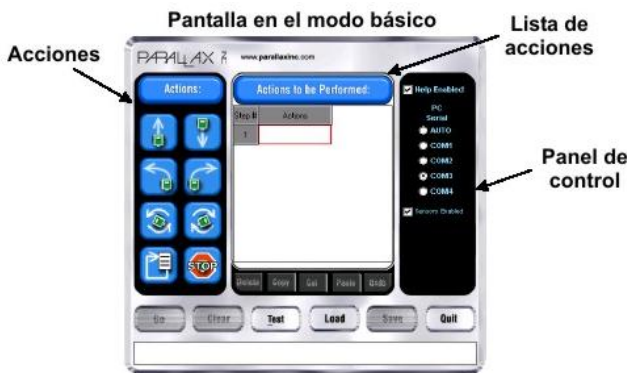 Pantalla en el modo básico
Lista de acciones
Acciones
PARALLAX
www.parallaxinc.com
Actions:
Actions to be Performed:
Step #
Actions
1
Help Enabled
PC Serial
AUTO
COM1
COM2
COM3
COM4
Sensors Enabled
Panel de control
STOP
Delete
Copy
Cut
Paste
Undo
Go
Clear
Test
Load
Save
Quit